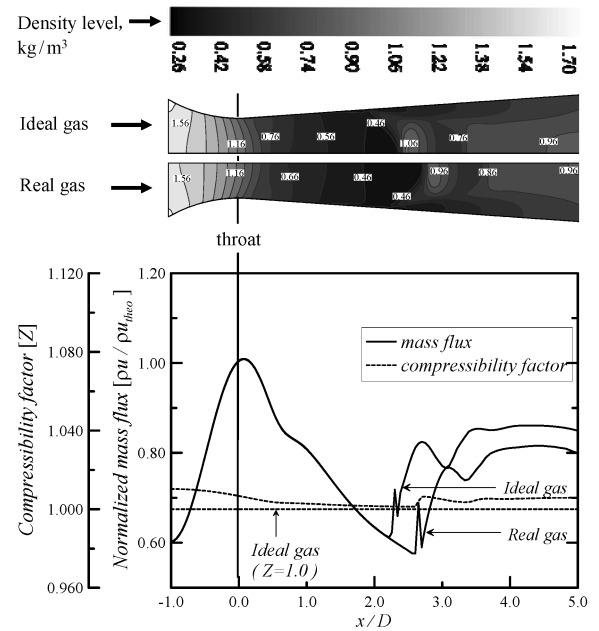 Density level,
kg/m³
0.26 0.42 0.58 0.74 0.90 1.06 1.22 1.38 1.54 1.70
Ideal gas
1.56 1.16 0.76 0.56 0.46 1.06 0.76 0.96
Real gas
1.56 1.16 0.66 0.46 0.46 0.96 0.86 0.96
throat
Compressibility factor [Z]
1.120
1.080
1.040
1.000
0.960
Normalized mass flux [ρu / ρu_theo]
1.20
1.00
0.80
0.60
mass flux
compressibility factor
Ideal gas
Real gas
Ideal gas
(Z=1.0)
-1.0 0.0 1.0 2.0 3.0 4.0 5.0
x/D